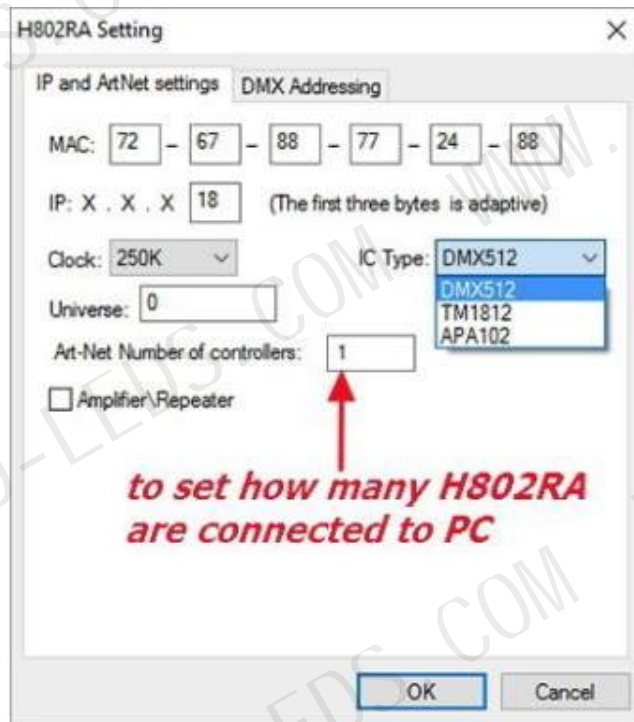 H802RA Setting
IP and ArtNet settings DMX Addressing
MAC: 72 - 67 - 88 - 77 - 24 - 88
IP: X . X . X 18 (The first three bytes is adaptive)
Clock: 250K IC Type: DMX512
DMX512
Universe: 0 TM1812
APA102
Art-Net Number of controllers: 1
Amplifier\Repeater
to set how many H802RA
are connected to PC
OK Cancel